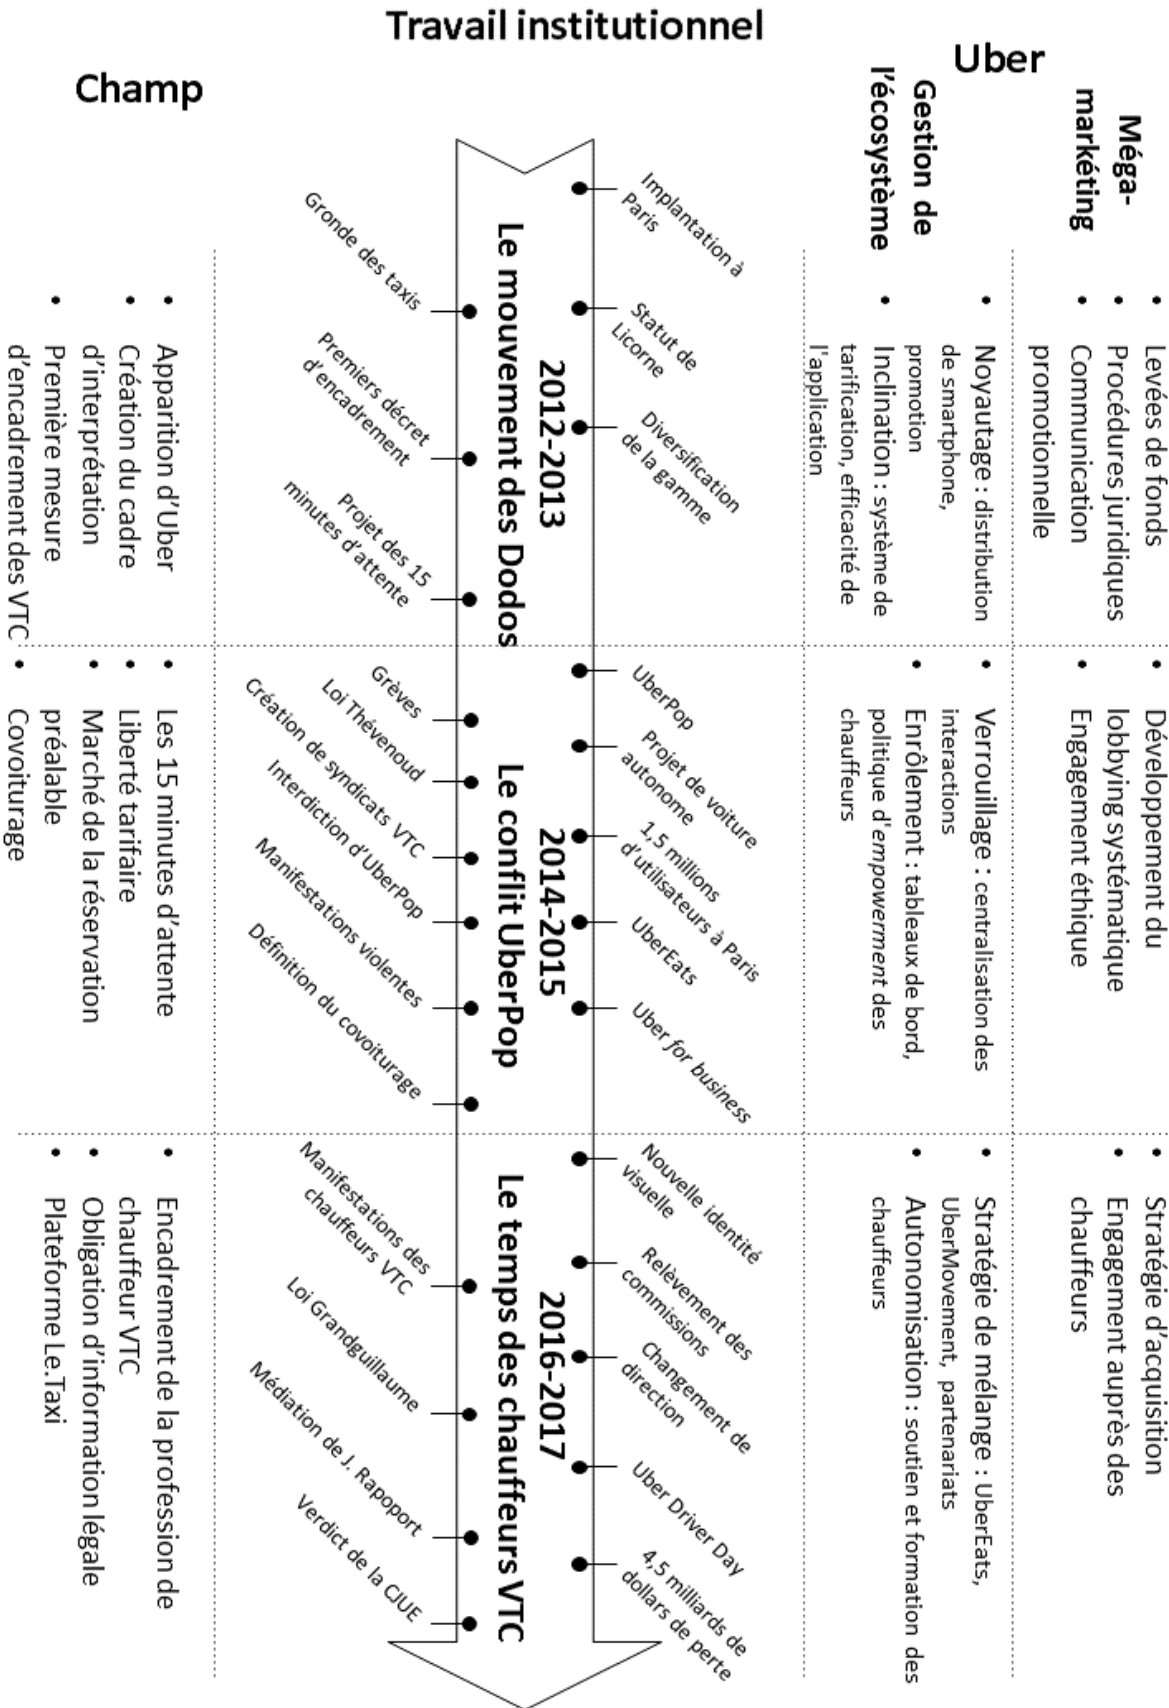 Travail institutionnel
Uber
Champ
Méga-
markéting
Gestion de
l'écosystème
• Levées de fonds
• Procédures juridiques
• Communication
promotionnelle
• Développement du
lobbying systématique
• Engagement éthique
• Stratégie d'acquisition
• Engagement auprès des
chauffeurs
• Noyautage : distribution
de smartphone,
promotion
• Inclination : système de
tarification, efficacité de
l'application
• Verrouillage : centralisation des
interactions
• Enrôlement : tableaux de bord,
politique d'empowerment des
chauffeurs
• Stratégie de mélange : UberEats,
UberMovement, partenariats
• Autonomisation : soutien et formation des
chauffeurs
Implantation à
Paris
Statut de
Licorne
Diversification
de la gamme
UberPop
Projet de voiture
autonome
1,5 millions
d'utilisateurs à Paris
UberEats
Uber for business
Nouvelle identité
visuelle
Relèvement des
commissions
Changement de
direction
Uber Driver Day
4,5 milliards de
dollars de perte
2012-2013
Le mouvement des Dodos
2014-2015
Le conflit UberPop
2016-2017
Le temps des chauffeurs VTC
Gronde des taxis
Premiers décret
d'encadrement
Projet des 15
minutes d'attente
Grèves
Loi Thévenoud
Création de syndicats VTC
Interdiction d'UberPop
Manifestations violentes
Définition du covoiturage
Manifestations des
chauffeurs VTC
Loi Grandguillaume
Médiation de J. Rapoport
Verdict de la CJUE
• Apparition d'Uber
• Création du cadre
d'interprétation
• Première mesure
d'encadrement des VTC
• Les 15 minutes d'attente
• Liberté tarifaire
• Marché de la réservation
préalable
• Covoiturage
• Encadrement de la profession de
chauffeur VTC
• Obligation d'information légale
• Plateforme Le.Taxi